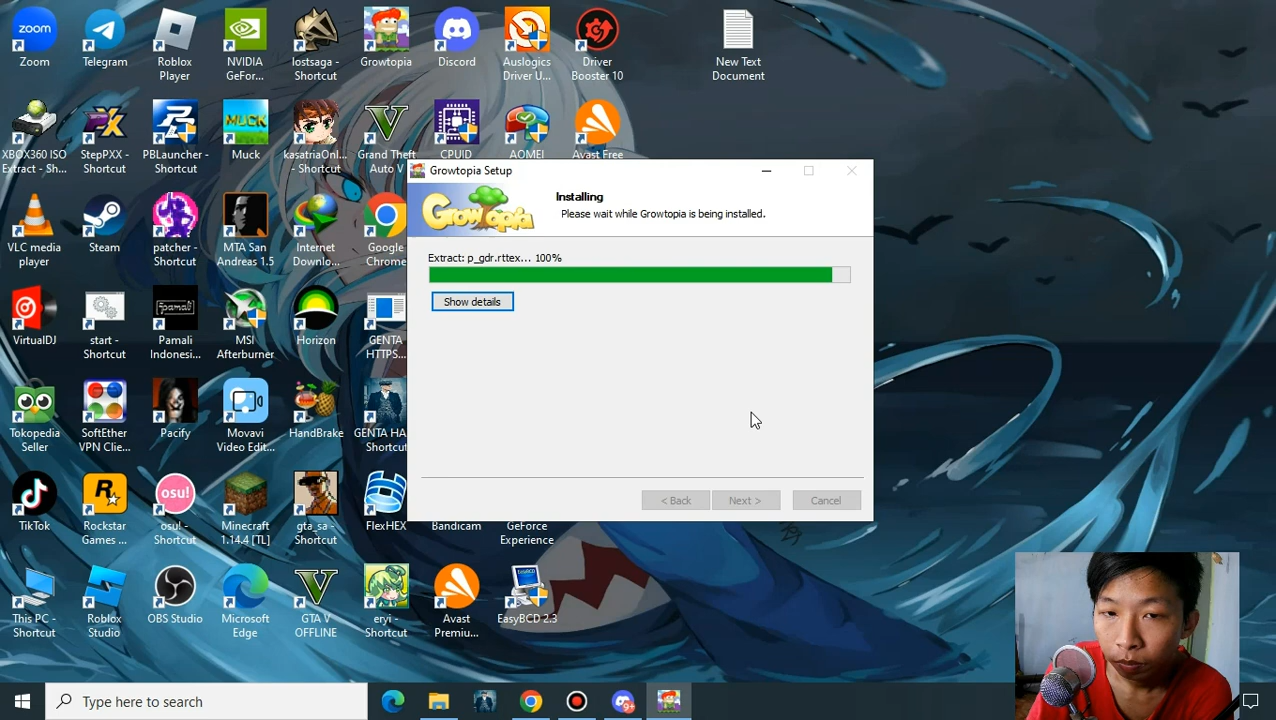 Zoom
Telegram
Roblox
Player
NVIDIA
GeFor...
lostsaga -
Shortcut
Growtopia
Discord
Auslogics
Driver U...
Driver
Booster 10
New Text
Document
XBOX360 ISO
Extract - Sh...
StepPXX -
Shortcut
PBLauncher -
Shortcut
Muck
kasatriaOnl...
- Shortcut
Grand Theft
Auto V
CPUID
AOMEI
Avast Free
VLC media
player
Steam
patcher -
Shortcut
MTA San
Andreas 1.5
Internet
Downlo...
Google
Chrome
VirtualDJ
start -
Shortcut
Pamali
Indonesi...
MSI
Afterburner
Horizon
GENTA
HTTPS...
Tokopedia
Seller
SoftEther
VPN Clie...
Pacify
Movavi
Video Edit...
HandBrake
GENTA HA
Shortcut
TikTok
Rockstar
Games ...
osu! -
Shortcut
Minecraft
1.14.4 [TL]
gta_sa -
Shortcut
FlexHEX
Bandicam
GeForce
Experience
This PC -
Shortcut
Roblox
Studio
OBS Studio
Microsoft
Edge
GTA V
OFFLINE
eryi -
Shortcut
Avast
Premiu...
EasyBCD 2.3
Growtopia Setup
Growtopia
Installing
Please wait while Growtopia is being installed.
Extract: p_gdr.rttex... 100%
Show details
< Back
Next >
Cancel
Type here to search